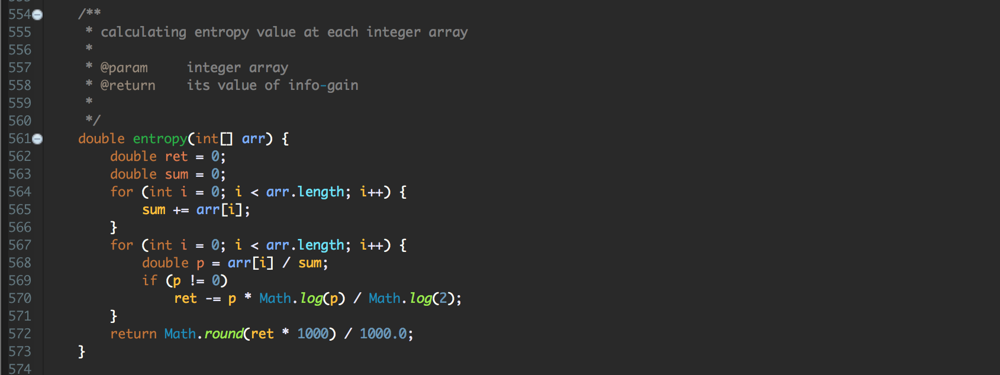 554 /**
555 * calculating entropy value at each integer array
556 *
557 * @param integer array
558 * @return its value of info-gain
559 *
560 */
561 double entropy(int[] arr) {
562 double ret = 0;
563 double sum = 0;
564 for (int i = 0; i < arr.length; i++) {
565 sum += arr[i];
566 }
567 for (int i = 0; i < arr.length; i++) {
568 double p = arr[i] / sum;
569 if (p != 0)
570 ret -= p * Math.log(p) / Math.log(2);
571 }
572 return Math.round(ret * 1000) / 1000.0;
573 }
574